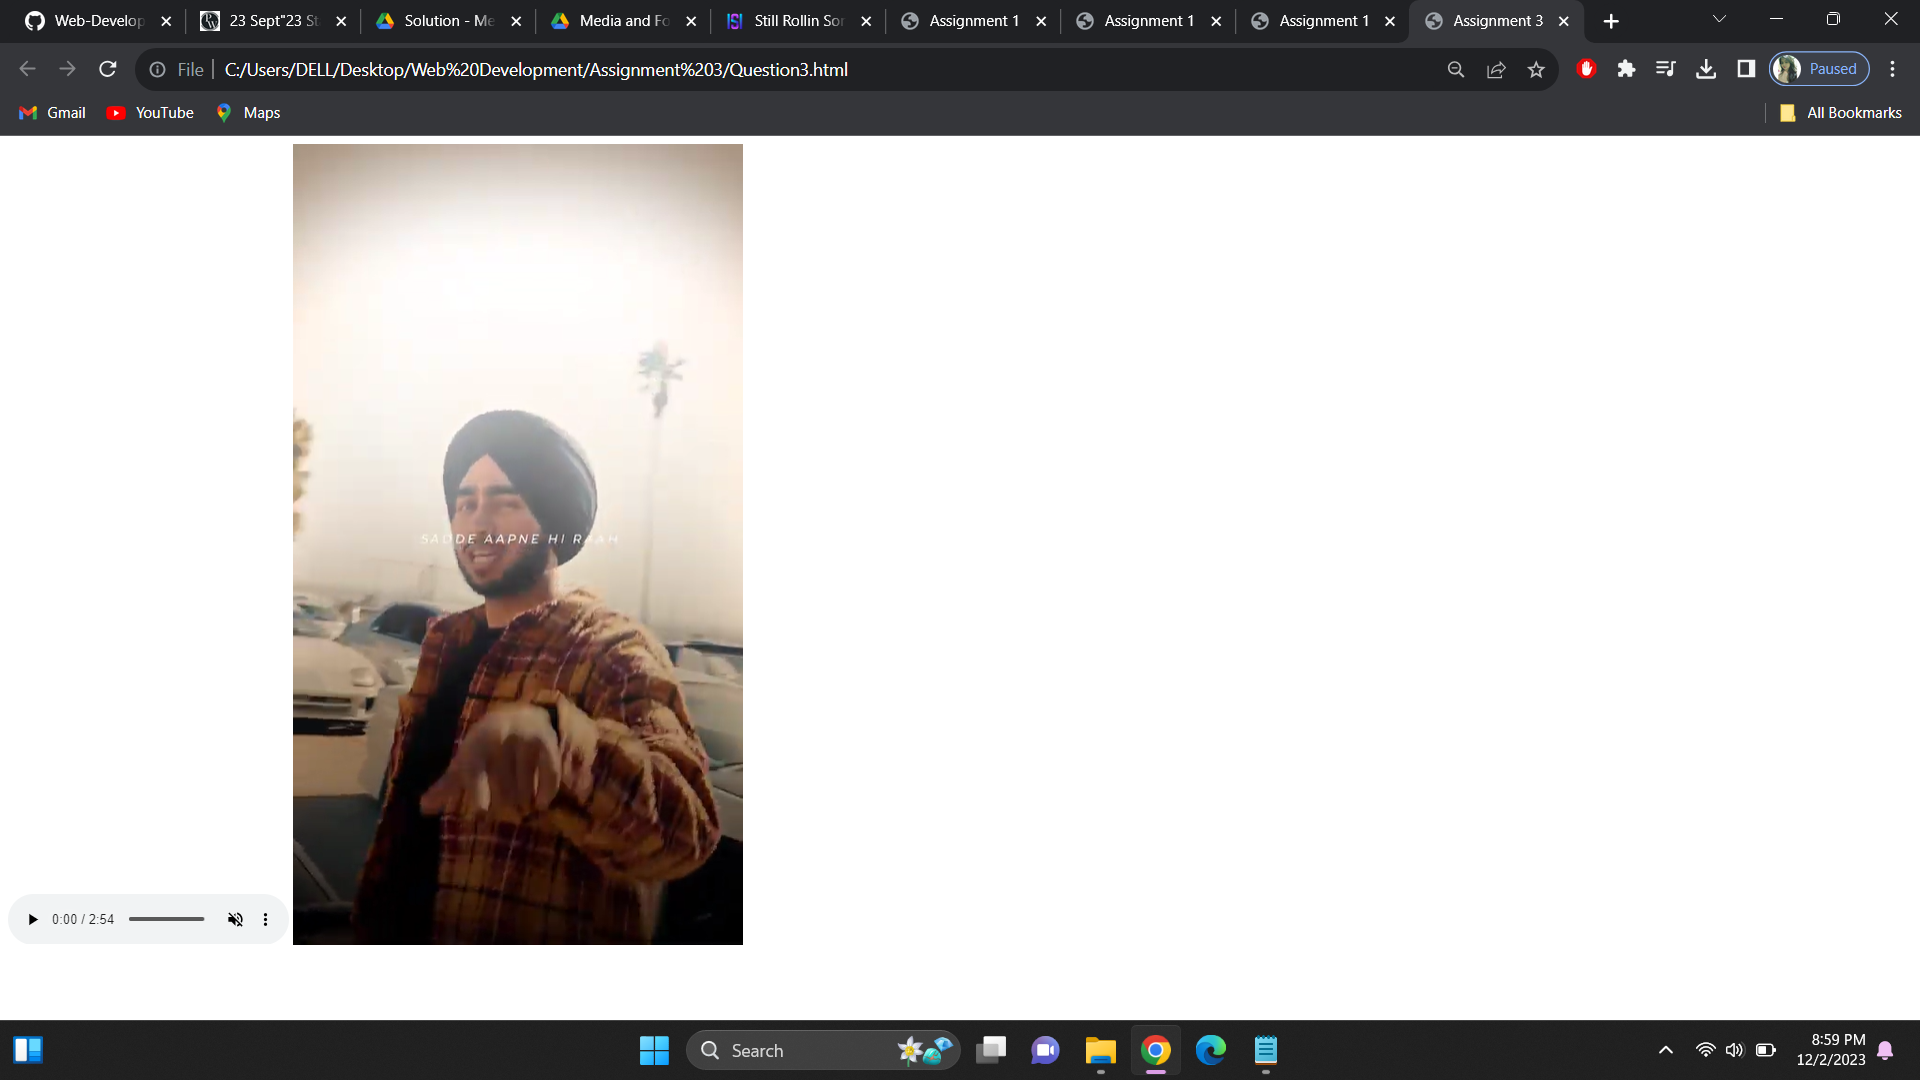 Web-Develop
23 Sept"23 St
Solution - Me
Media and Fo
Still Rollin Sor
Assignment 1
Assignment 1
Assignment 1
Assignment 3
File
C:/Users/DELL/Desktop/Web%20Development/Assignment%203/Question3.html
Paused
Gmail
YouTube
Maps
All Bookmarks
SADDE AAPNE HI RAAH
0:00 / 2:54
Search
8:59 PM
12/2/2023